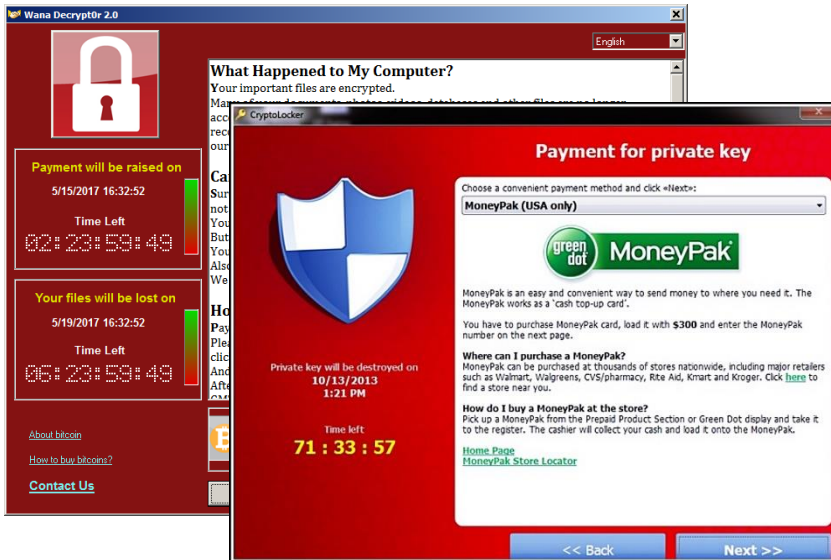 Wana Decrypt0r 2.0
English
Payment will be raised on
5/15/2017 16:32:52
Time Left
02:23:59:49
Your files will be lost on
5/19/2017 16:32:52
Time Left
06:23:59:49
About bitcoin
How to buy bitcoins?
Contact Us
What Happened to My Computer?
Your important files are encrypted.
CryptoLocker
Payment for private key
Private key will be destroyed on
10/13/2013
1:21 PM
Time left
71 : 33 : 57
Choose a convenient payment method and click «Next»:
MoneyPak (USA only)
green dot MoneyPak
MoneyPak is an easy and convenient way to send money to where you need it. The
MoneyPak works as a 'cash top-up card'.
You have to purchase MoneyPak card, load it with $300 and enter the MoneyPak
number on the next page.
Where can I purchase a MoneyPak?
MoneyPak can be purchased at thousands of stores nationwide, including major retailers
such as Walmart, Walgreens, CVS/pharmacy, Rite Aid, Kmart and Kroger. Click here to
find a store near you.
How do I buy a MoneyPak at the store?
Pick up a MoneyPak from the Prepaid Product Section or Green Dot display and take it
to the register. The cashier will collect your cash and load it onto the MoneyPak.
Home Page
MoneyPak Store Locator
<< Back
Next >>